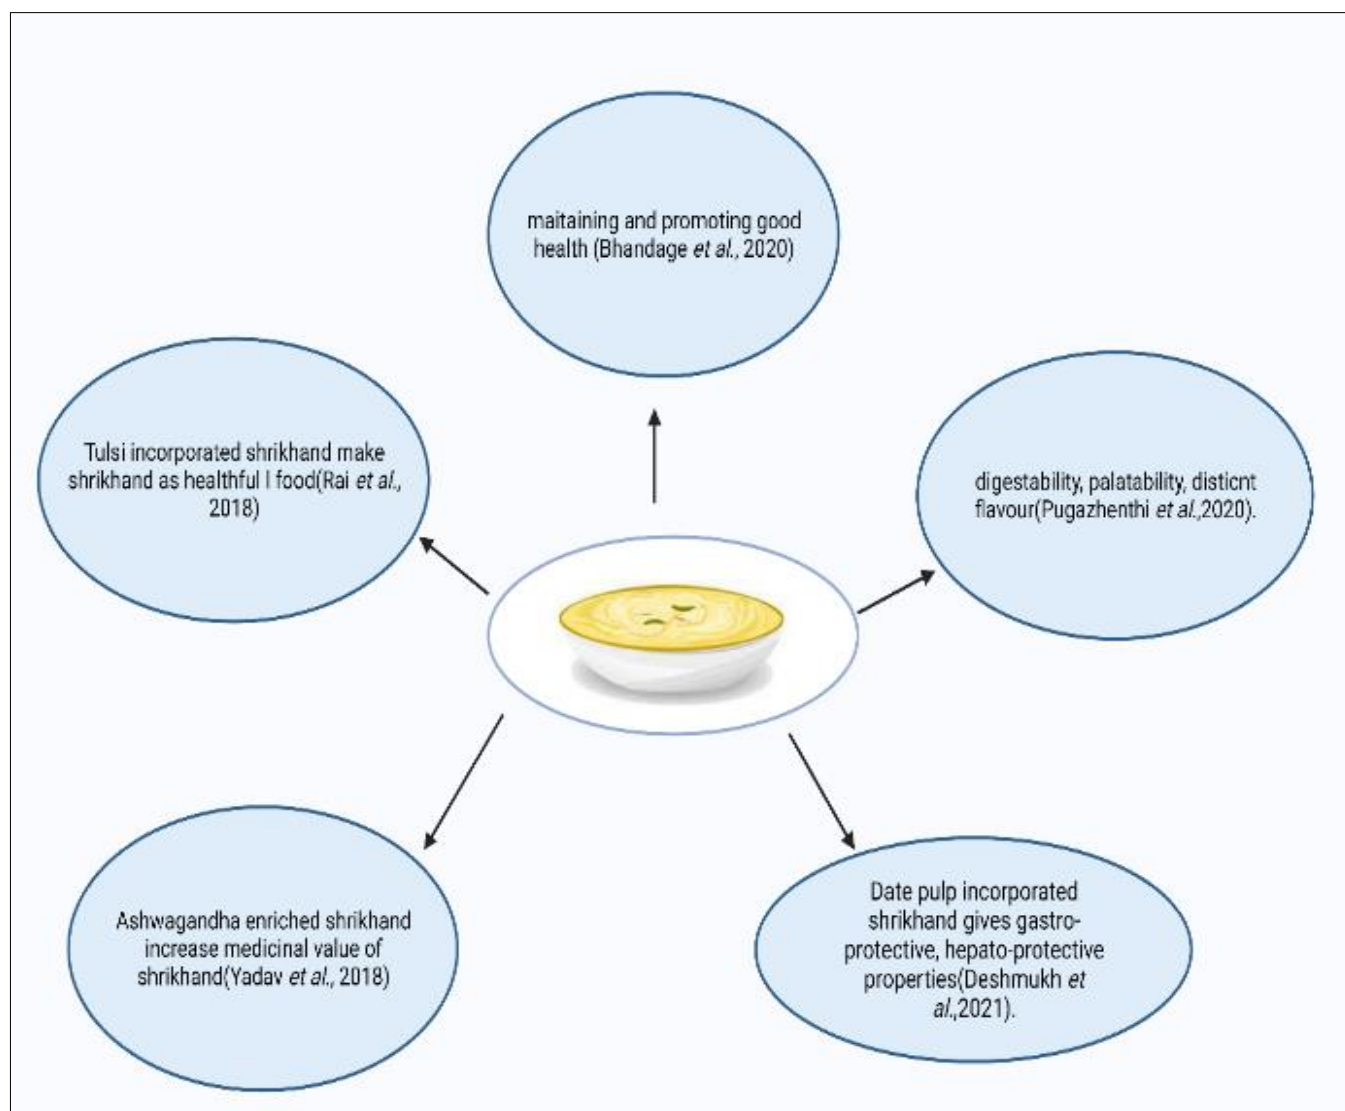 maitaining and promoting good
health (Bhandage et al., 2020)
Tulsi incorporated shrikhand make
shrikhand as healthful l food(Rai et al.,
2018)
digestability, palatability, disticnt
flavour(Pugazhenthi et al.,2020).
Ashwagandha enriched shrikhand
increase medicinal value of
shrikhand(Yadav et al., 2018)
Date pulp incorporated
shrikhand gives gastro-
protective, hepato-protective
properties(Deshmukh et
al.,2021).